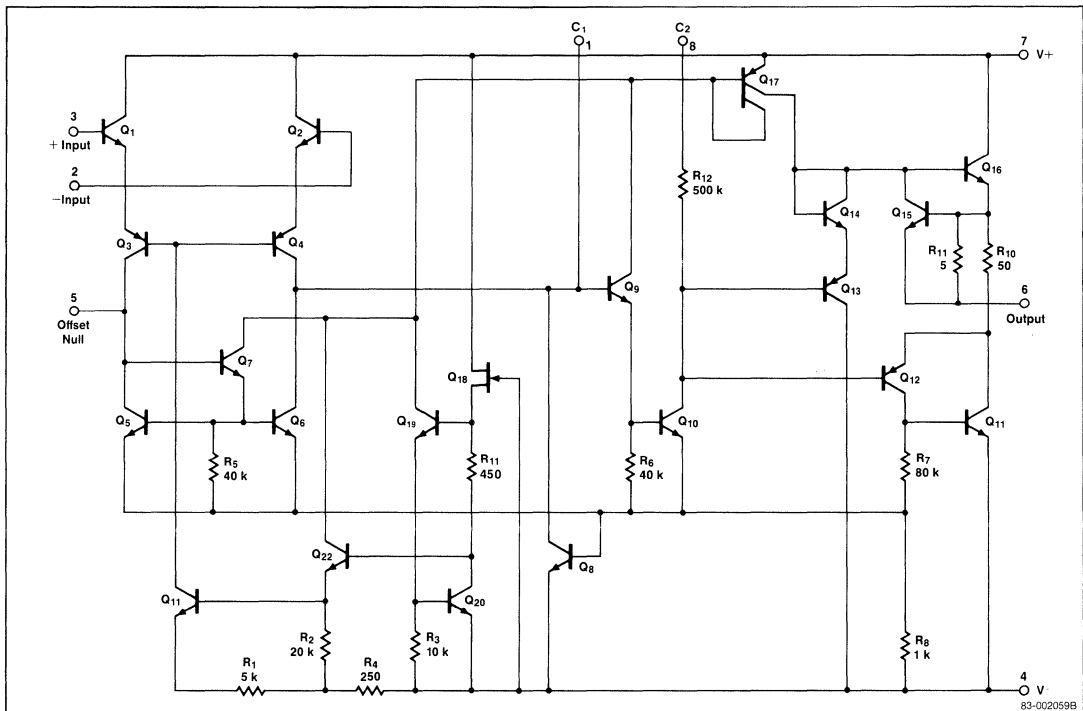 C1
1
C2
8
7
V+
3
+ Input
Q1
Q2
Q17
2
−Input
R12
500 k
Q16
Q14
Q15
Q3
Q4
R11
5
R10
50
5
Offset
Null
Q9
Q13
6
Output
Q7
Q18
Q12
Q5
Q6
Q19
Q10
Q11
R5
40 k
R11
450
R6
40 k
R7
80 k
Q22
Q8
Q11
Q20
R2
20 k
R3
10 k
R8
1 k
R1
5 k
R4
250
4
V-
83-002059B